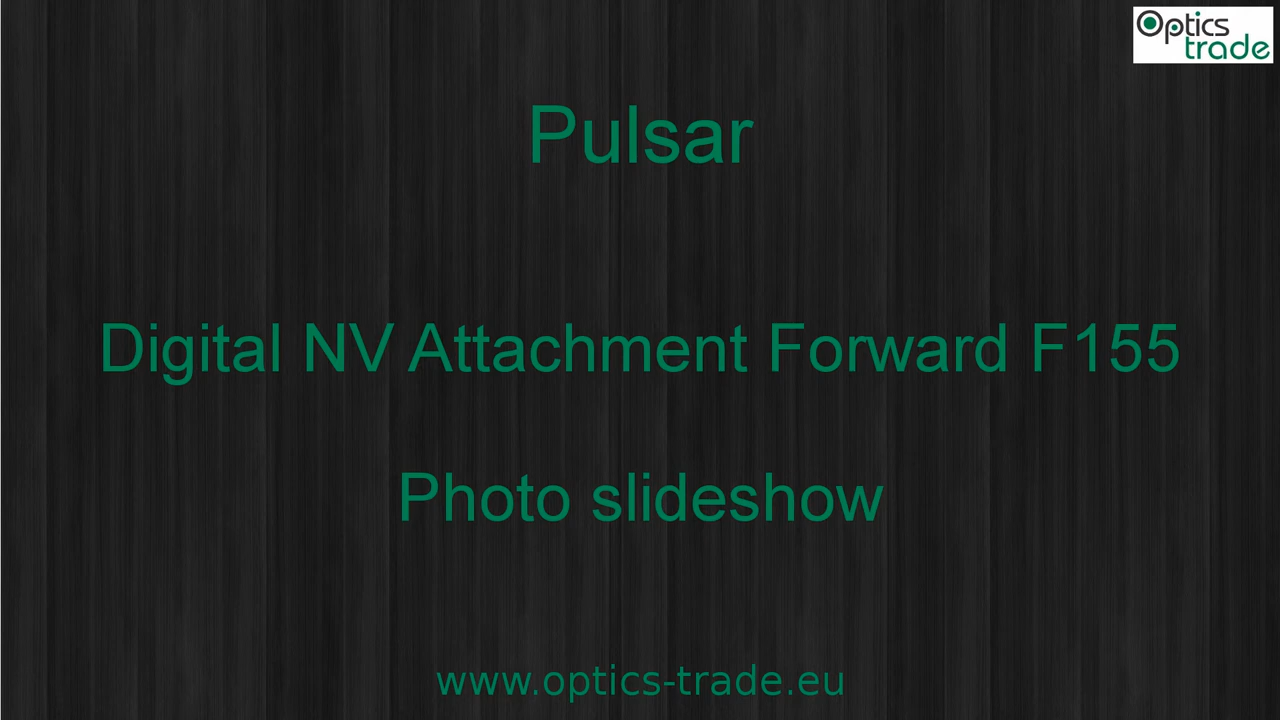 Optics
trade
Pulsar
Digital NV Attachment Forward F155
Photo slideshow
www.optics-trade.eu